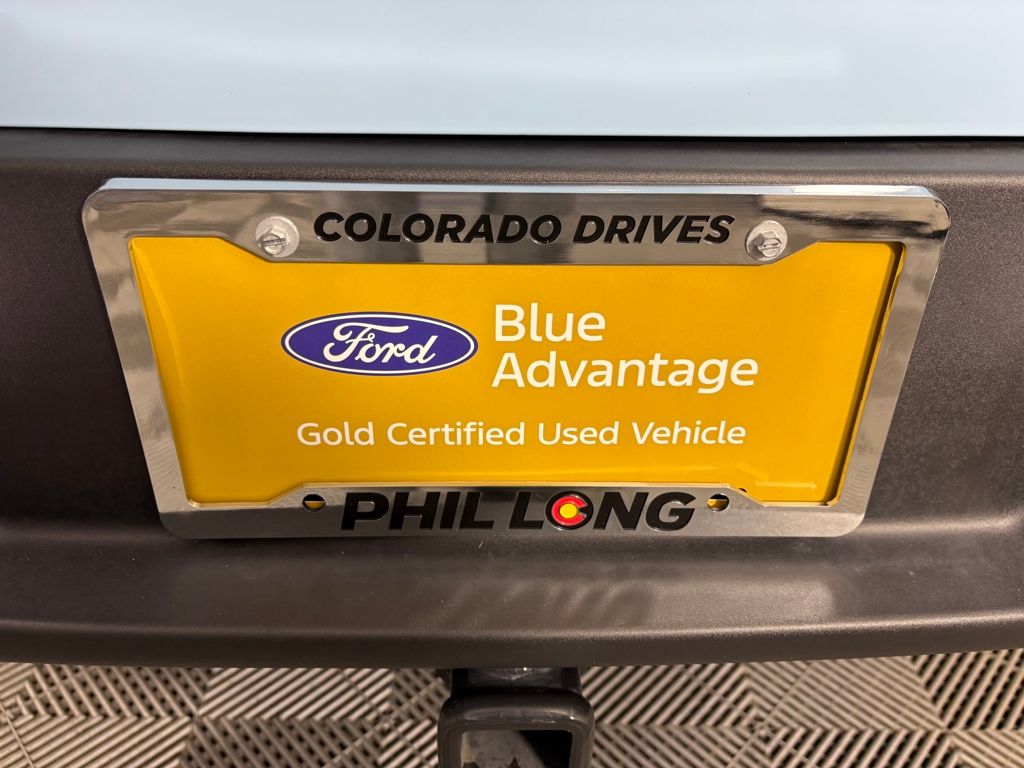 COLORADO DRIVES
Ford
Blue
Advantage
Gold Certified Used Vehicle
PHIL LONG